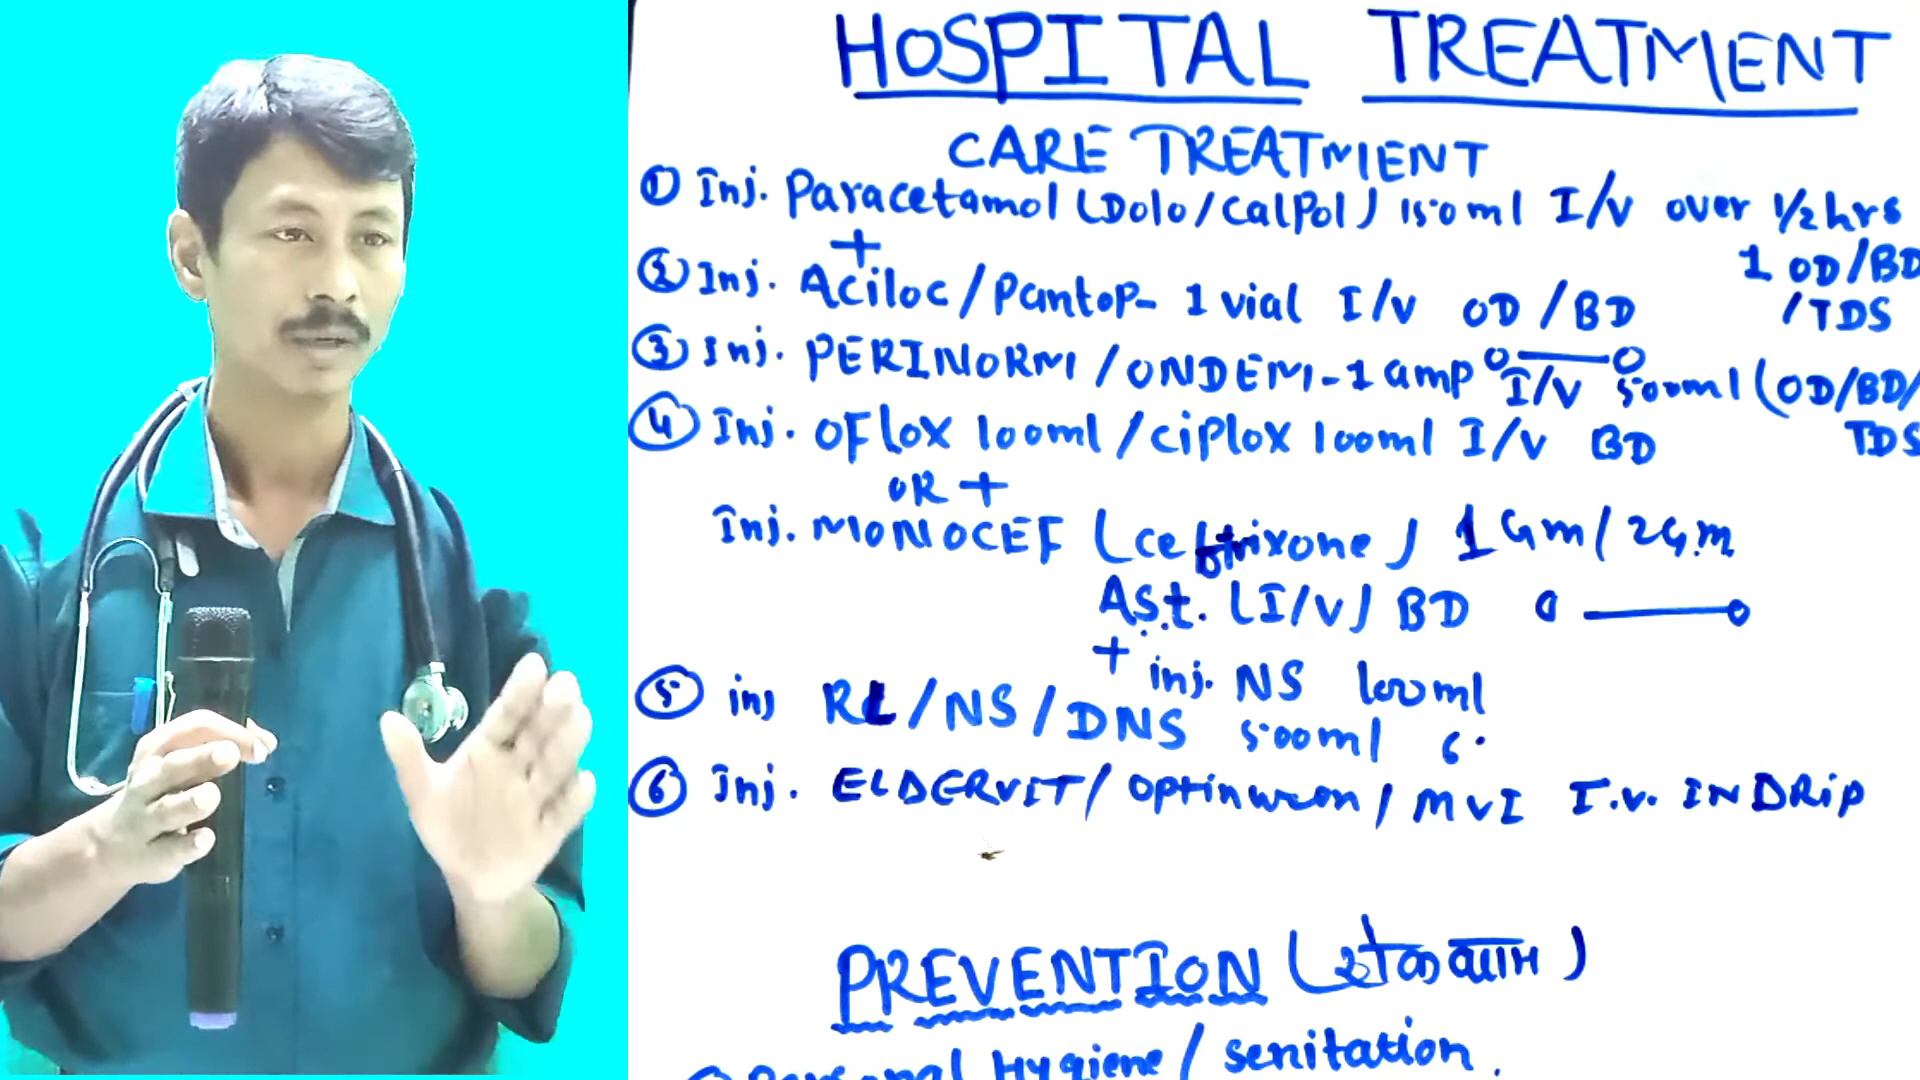 HOSPITAL TREATMENT
CARE TREATMENT
① Inj. Paracetamol (Dolo/calpol) 150ml I/V over 1/2 hrs
1 OD/BD
/TDS
+
② Inj. Aciloc/Pantop- 1 vial I/V OD/BD
③ Inj. PERINORM/ONDEM-1 amp I/V 500ml (OD/BD/
TDS
④ Inj. OFlox 100ml/ciplox 100ml I/V BD
OR +
Inj. MONOCEF (ceftrixone) 1Gm/2Gm
A.s.t. (I/V) BD
+ inj. NS 100ml
⑤ inj RL/NS/DNS 500ml
⑥ Inj. ELDERVIT/ /MVI I.V. IN DRiP
PREVENTION (रोकथाम)
Personal Hygiene/senitation.